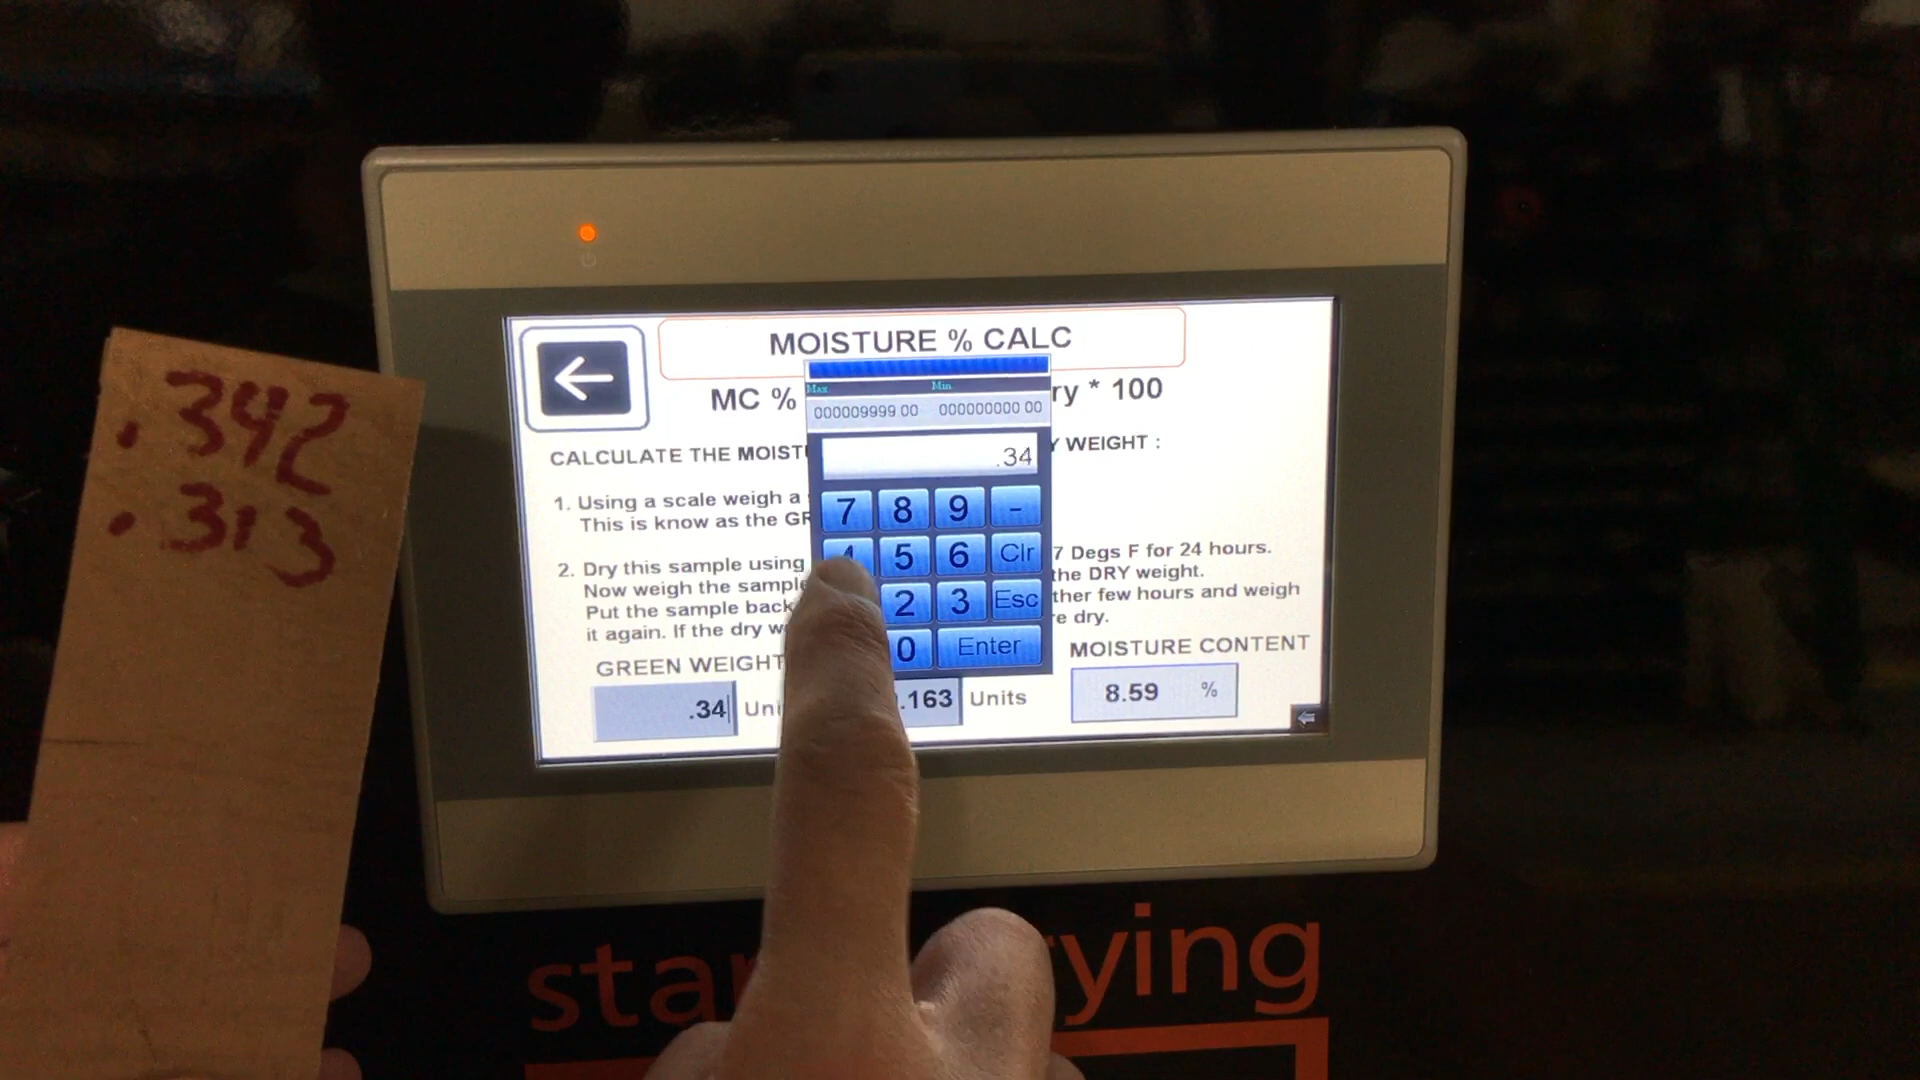 .342
.313
MOISTURE % CALC
MC % ry * 100
Max Min
000009999 00 000000000 00
.34
CALCULATE THE MOIST Y WEIGHT :
1. Using a scale weigh a
This is know as the GR
2. Dry this sample using 7 Degs F for 24 hours.
Now weigh the sample the DRY weight.
Put the sample back ther few hours and weigh
it again. If the dry w e dry.
7 8 9 -
4 5 6 Clr
2 3 Esc
0 Enter
GREEN WEIGHT MOISTURE CONTENT
.34 Uni .163 Units 8.59 %
star rying